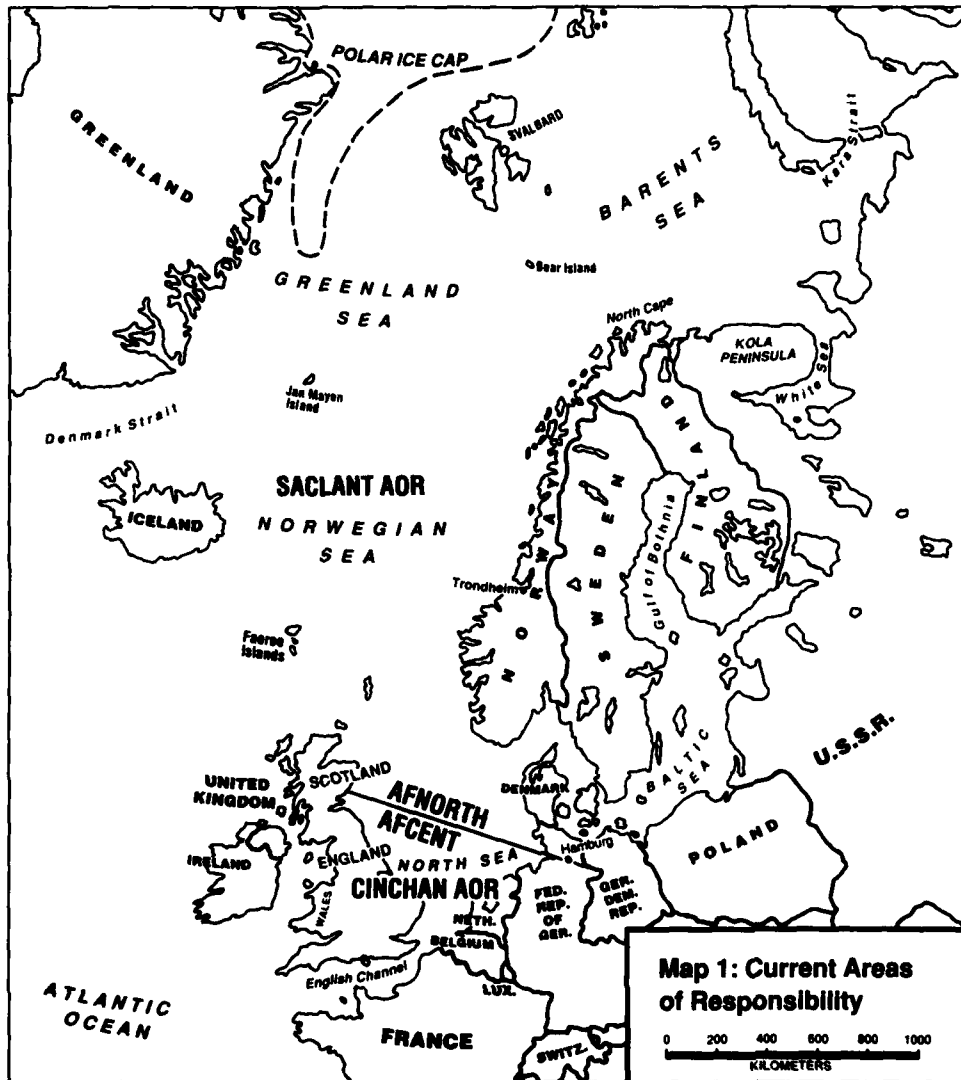 POLAR ICE CAP
GREENLAND
SVALBARD
Kara Strait
BARENTS
SEA
Bear Island
GREENLAND
SEA
North Cape
KOLA
PENINSULA
White Sea
Jan Mayen
Island
Denmark Strait
SACLANT AOR
ICELAND
NORWEGIAN
SEA
NORWAY
SWEDEN
FINLAND
Gulf of Bothnia
Trondheim
Faeroe
Islands
U.S.S.R.
BALTIC
SEA
SCOTLAND
UNITED
KINGDOM
AFNORTH
AFCENT
DENMARK
Hamburg
POLAND
IRELAND
ENGLAND
NORTH SEA
WALES
CINCHAN AOR
NETH.
BELGIUM
FED.
REP.
OF
GER.
GER.
DEM.
REP.
English Channel
LUX.
ATLANTIC
OCEAN
FRANCE
SWITZ.
Map 1: Current Areas
of Responsibility
0 200 400 600 800 1000
KILOMETERS